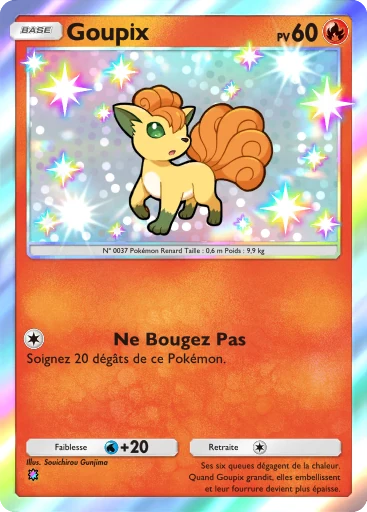 BASE Goupix PV 60
N° 0037 Pokémon Renard Taille : 0,6 m Poids : 9,9 kg
Ne Bougez Pas
Soignez 20 dégâts de ce Pokémon.
Faiblesse +20 Retraite
Illus. Souichirou Gunjima
Ses six queues dégagent de la chaleur.
Quand Goupix grandit, elles embellissent
et leur fourrure devient plus épaisse.